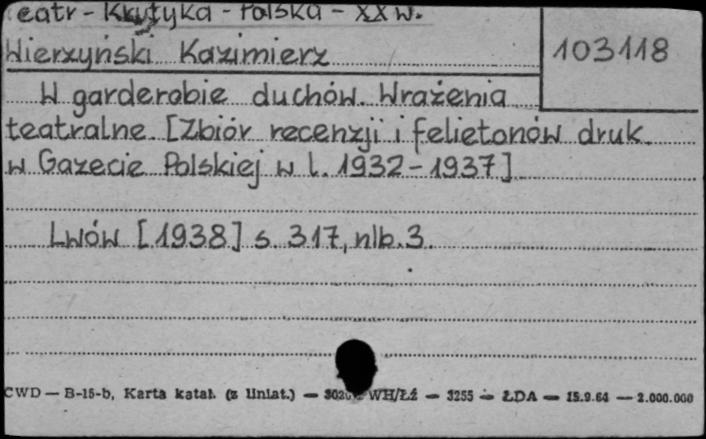 Teatr - Krytyka - Polska - XX w.
Wierzyński Kazimierz
103118
W garderobie duchów. Wrażenia
teatralne. [Zbiór recenzji i felietonów druk.
w Gazecie Polskiej w l. 1932-1937]
Lwów [1938] s. 317, nlb. 3.
CWD — B-15-b, Karta katal. (z liniat.) — WH/Łź — 3255 — ŁDA — 15.9.64 — 2.000.000